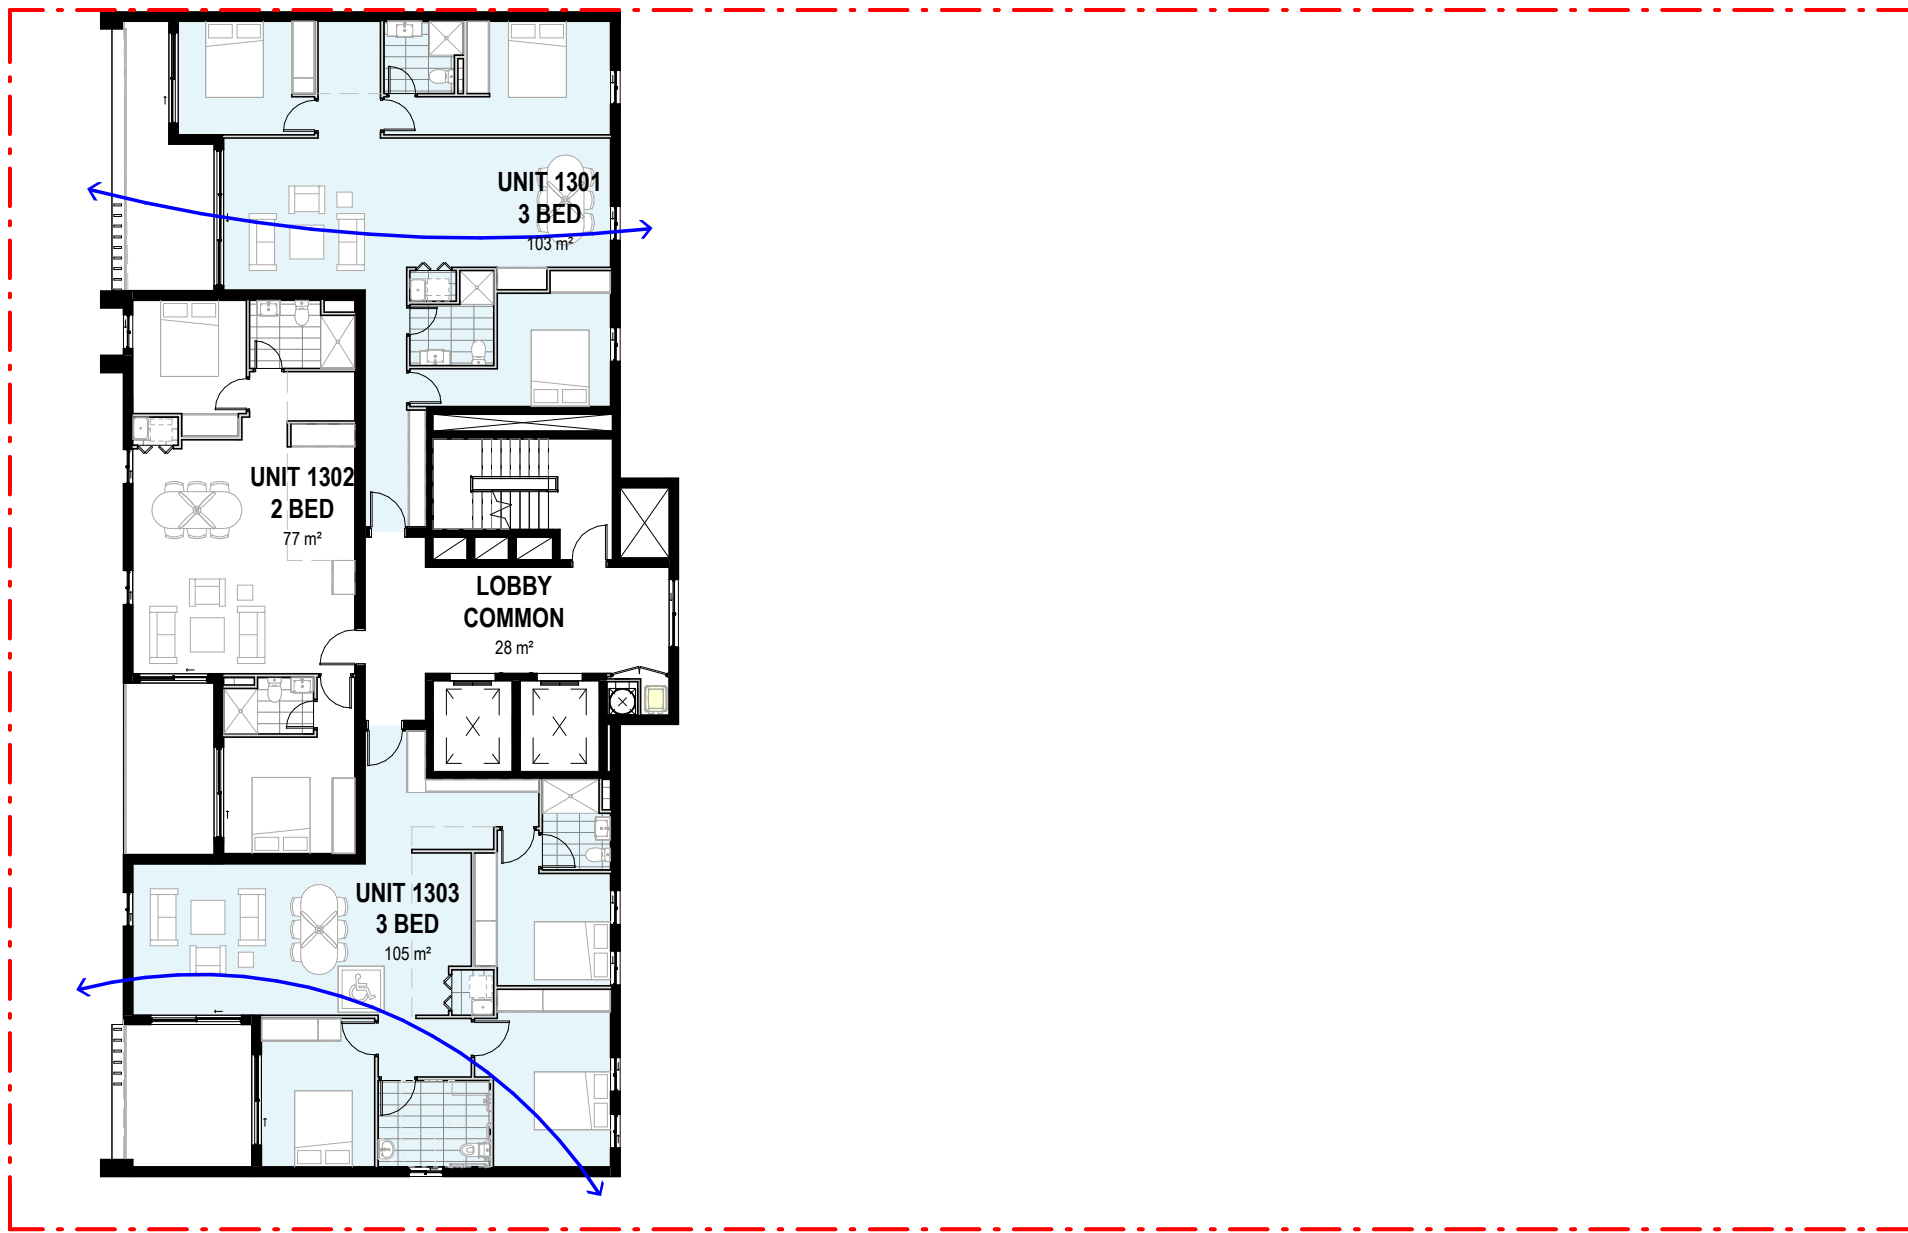 UNIT 1301
3 BED
103 m²
UNIT 1302
2 BED
77 m²
LOBBY
COMMON
28 m²
UNIT 1303
3 BED
105 m²